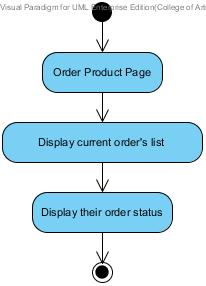 Visual Paradigm for UML Enterprise Edition(College of Art
Order Product Page
Display current order's list
Display their order status